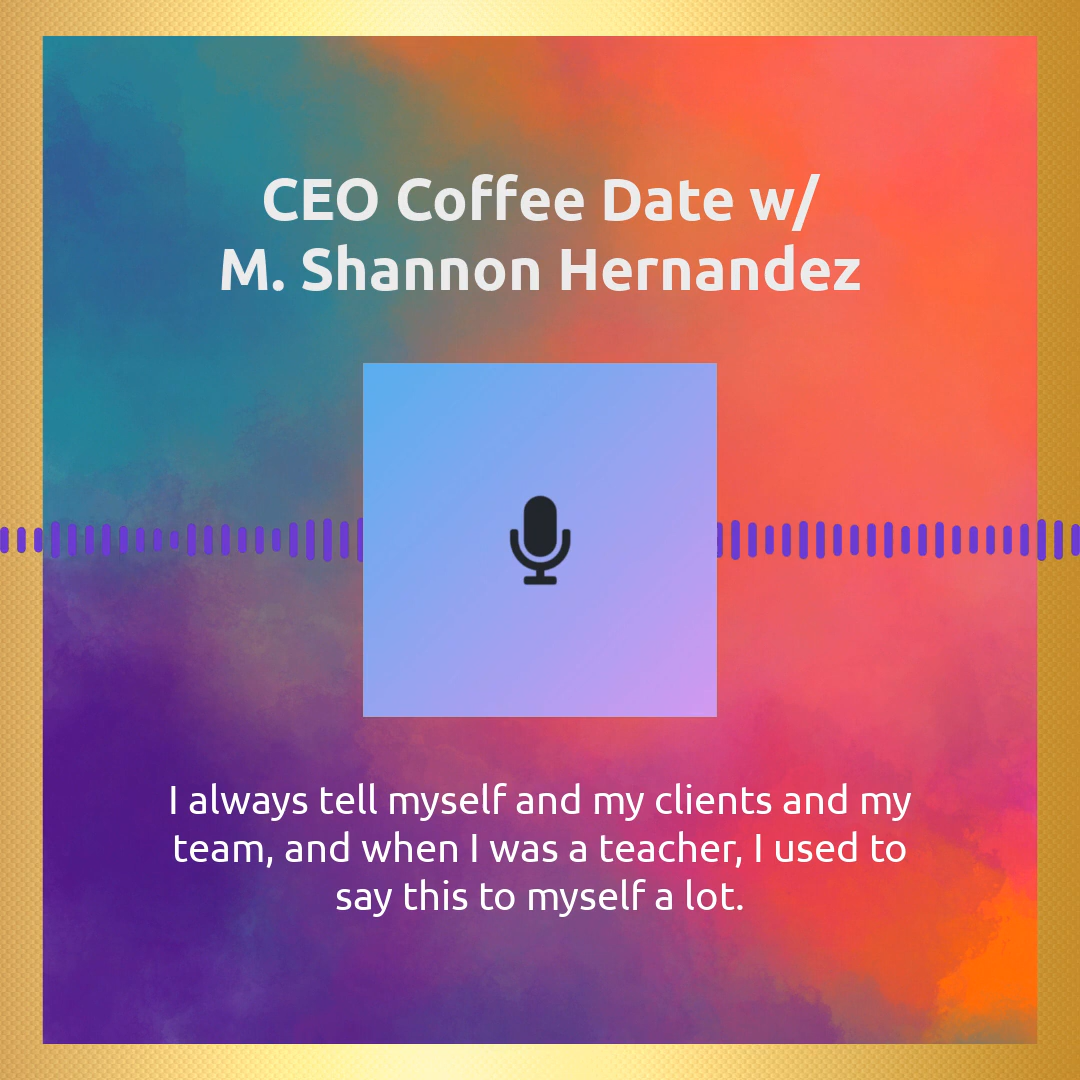 CEO Coffee Date w/
M. Shannon Hernandez
I always tell myself and my clients and my
team, and when I was a teacher, I used to
say this to myself a lot.